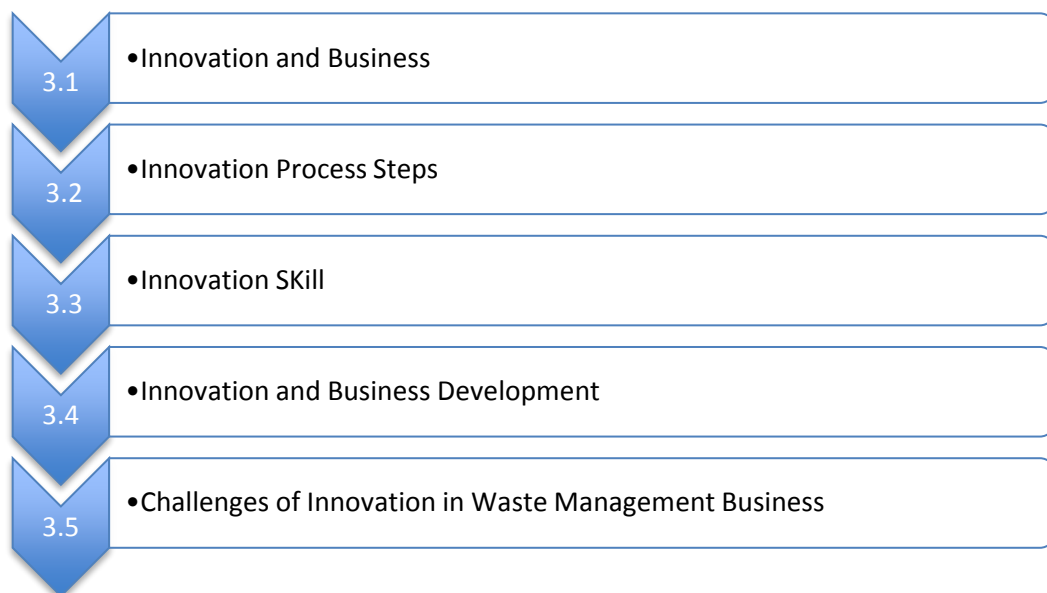 3.1
•Innovation and Business
3.2
•Innovation Process Steps
3.3
•Innovation SKill
3.4
•Innovation and Business Development
3.5
•Challenges of Innovation in Waste Management Business